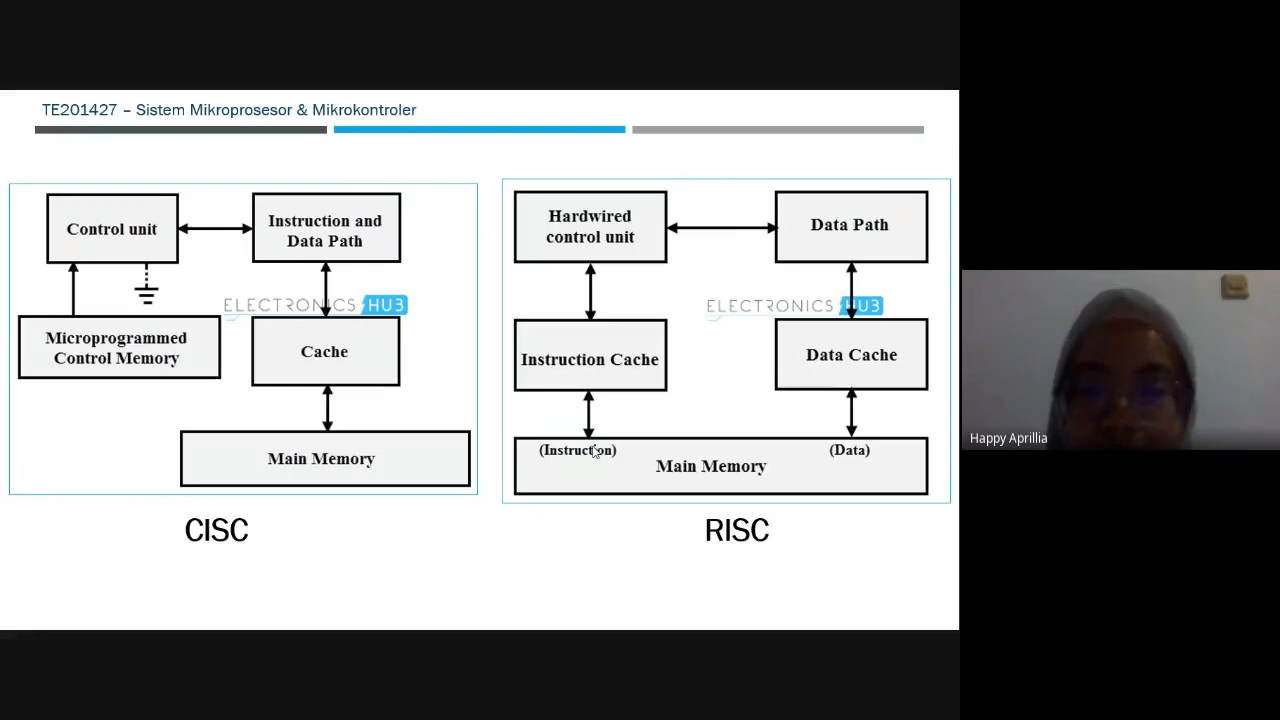 TE201427 – Sistem Mikroprosesor & Mikrokontroler
Control unit
Instruction and
Data Path
Microprogrammed
Control Memory
ELECTRONICS HUB
Cache
Main Memory
CISC
Hardwired
control unit
Data Path
ELECTRONICS HUB
Instruction Cache
Data Cache
(Instruction)
(Data)
Main Memory
RISC
Happy Aprillia